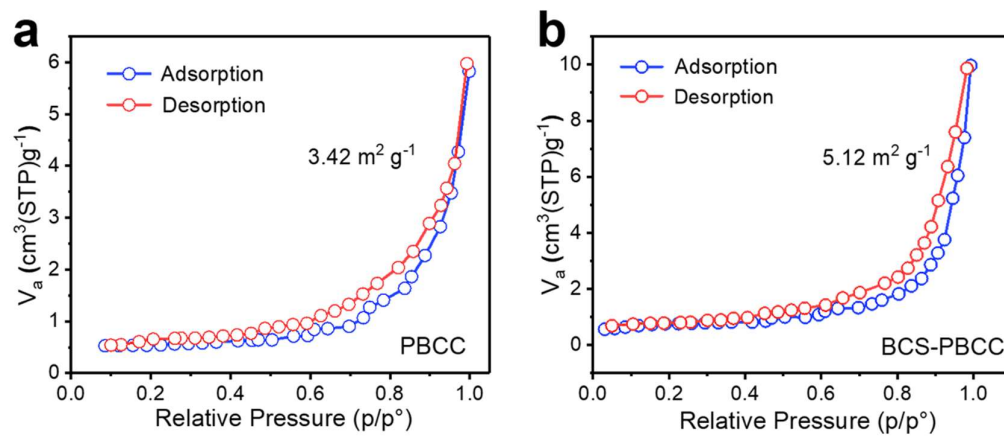 a
Adsorption
Desorption
3.42 m² g⁻¹
PBCC
Vₐ (cm³(STP)g⁻¹)
6
5
4
3
2
1
0
0.0 0.2 0.4 0.6 0.8 1.0
Relative Pressure (p/p°)
b
Adsorption
Desorption
5.12 m² g⁻¹
BCS-PBCC
Vₐ (cm³(STP)g⁻¹)
10
8
6
4
2
0
0.0 0.2 0.4 0.6 0.8 1.0
Relative Pressure (p/p°)